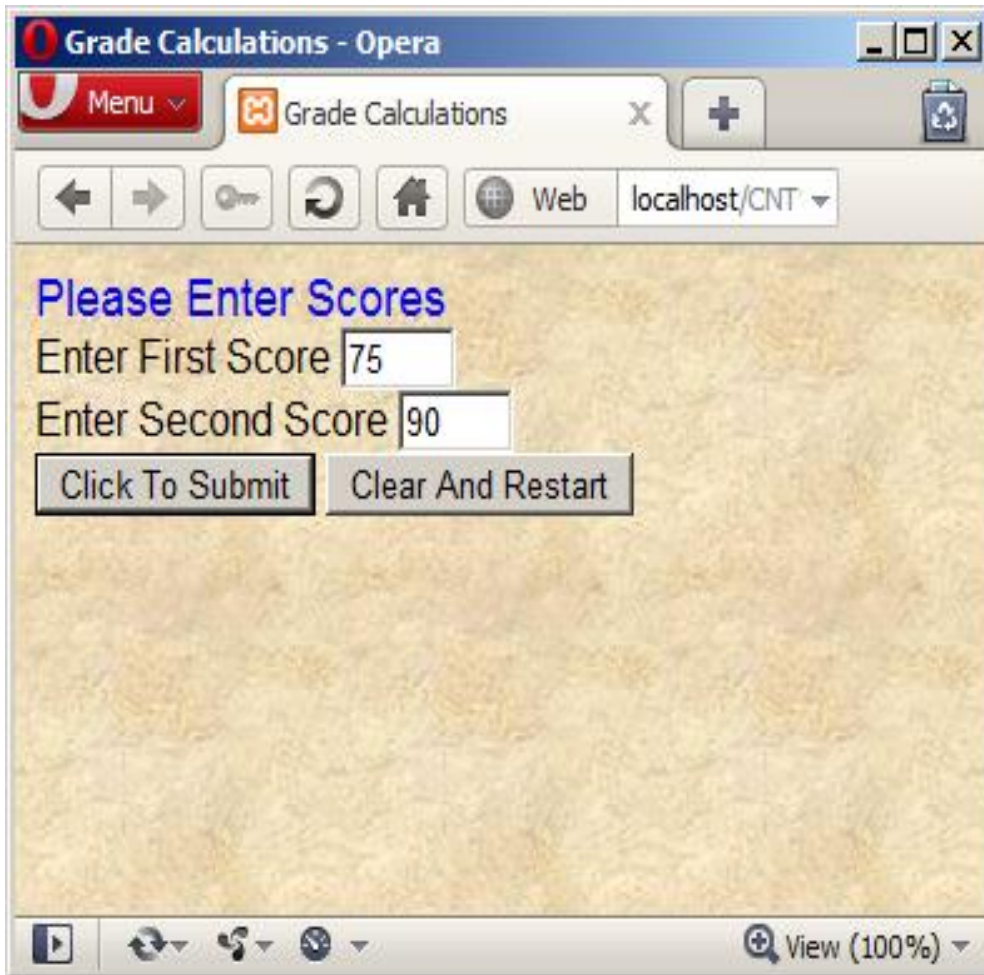 Grade Calculations - Opera
Menu
Grade Calculations
Web localhost/CNT
Please Enter Scores
Enter First Score 75
Enter Second Score 90
Click To Submit Clear And Restart
View (100%)